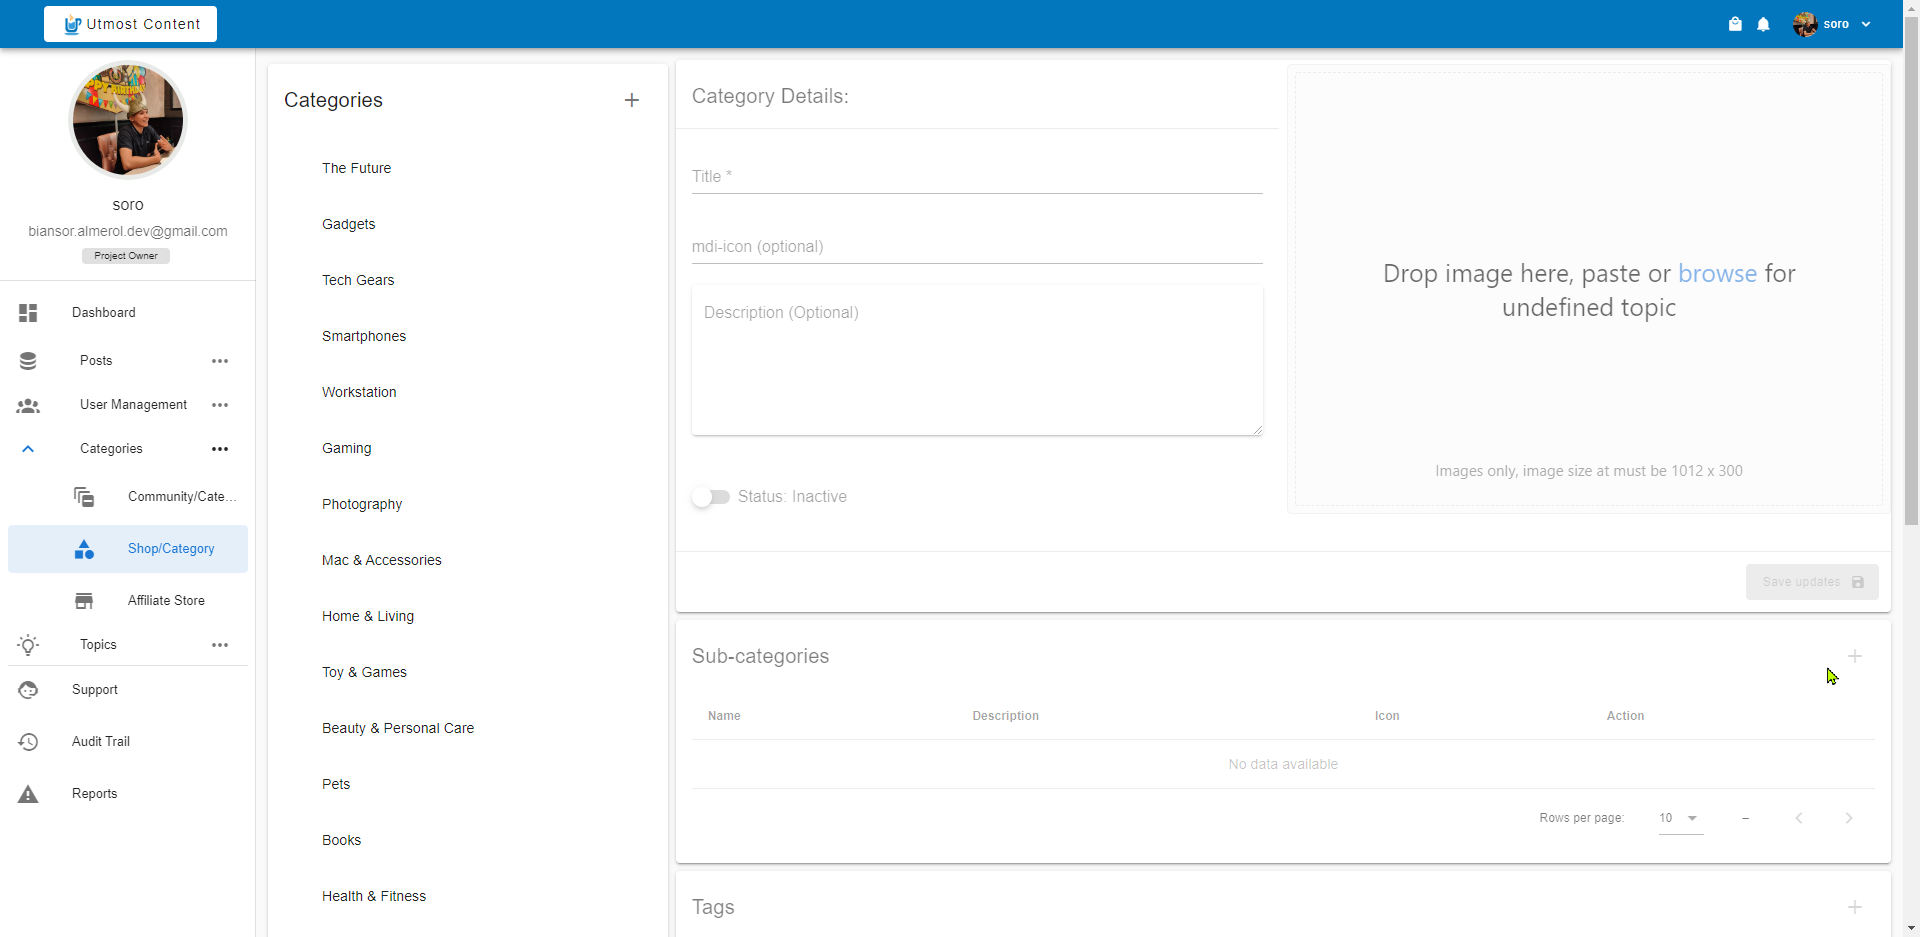 Utmost Content
soro
soro
biansor.almerol.dev@gmail.com
Project Owner
Dashboard
Posts
User Management
Categories
Community/Cate...
Shop/Category
Affiliate Store
Topics
Support
Audit Trail
Reports
Categories
The Future
Gadgets
Tech Gears
Smartphones
Workstation
Gaming
Photography
Mac & Accessories
Home & Living
Toy & Games
Beauty & Personal Care
Pets
Books
Health & Fitness
Category Details:
Title *
mdi-icon (optional)
Description (Optional)
Status: Inactive
Drop image here, paste or browse for
undefined topic
Images only, image size at must be 1012 x 300
Save updates
Sub-categories
Name Description Icon Action
No data available
Rows per page: 10 –
Tags